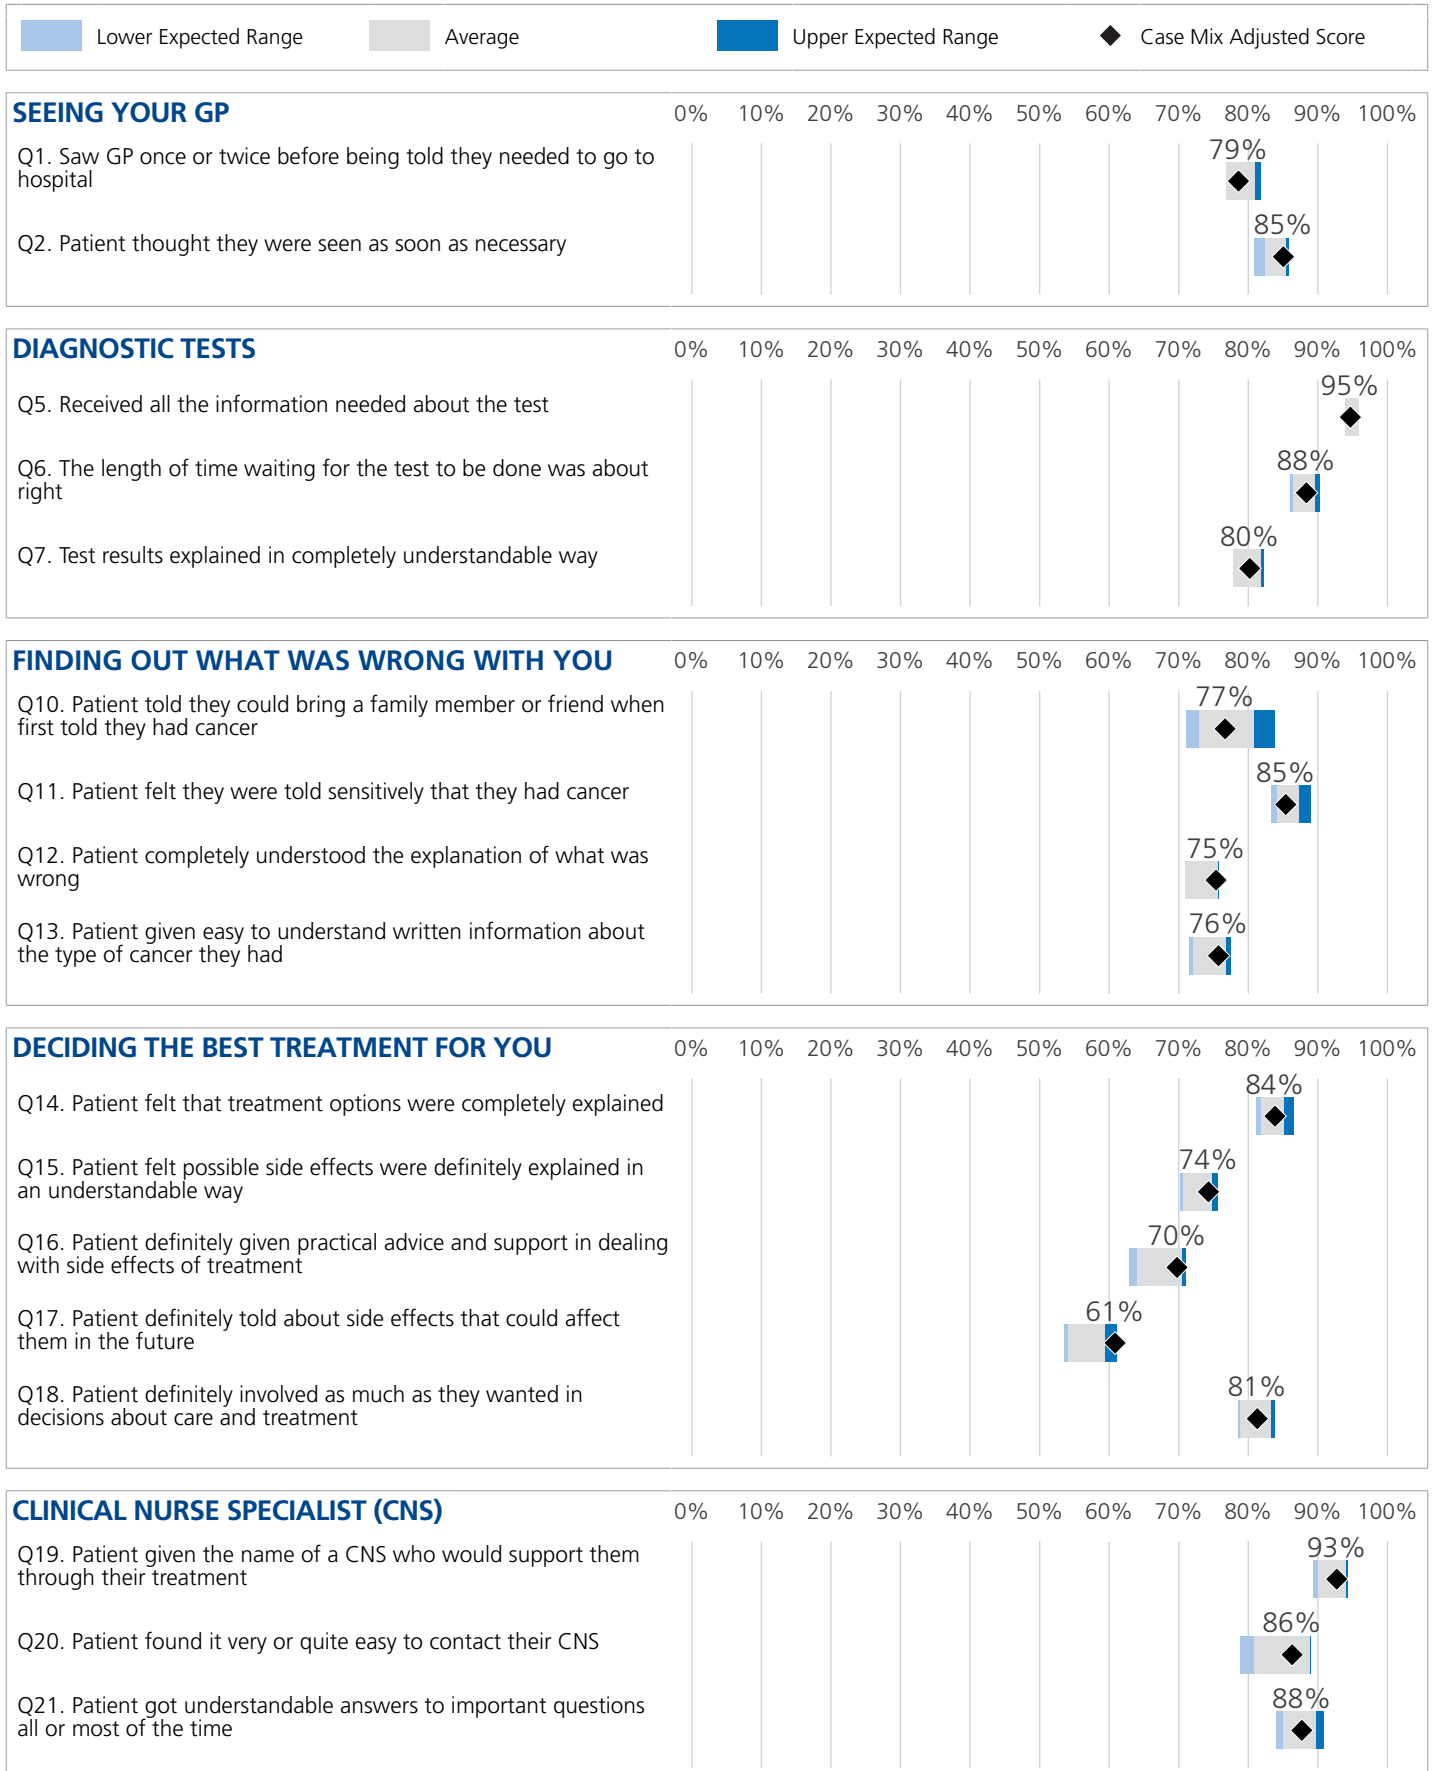 Lower Expected Range Average Upper Expected Range Case Mix Adjusted Score
SEEING YOUR GP 0% 10% 20% 30% 40% 50% 60% 70% 80% 90% 100%
Q1. Saw GP once or twice before being told they needed to go to
hospital
79%
Q2. Patient thought they were seen as soon as necessary
85%
DIAGNOSTIC TESTS 0% 10% 20% 30% 40% 50% 60% 70% 80% 90% 100%
Q5. Received all the information needed about the test
95%
Q6. The length of time waiting for the test to be done was about
right
88%
Q7. Test results explained in completely understandable way
80%
FINDING OUT WHAT WAS WRONG WITH YOU 0% 10% 20% 30% 40% 50% 60% 70% 80% 90% 100%
Q10. Patient told they could bring a family member or friend when
first told they had cancer
77%
Q11. Patient felt they were told sensitively that they had cancer
85%
Q12. Patient completely understood the explanation of what was
wrong
75%
Q13. Patient given easy to understand written information about
the type of cancer they had
76%
DECIDING THE BEST TREATMENT FOR YOU 0% 10% 20% 30% 40% 50% 60% 70% 80% 90% 100%
Q14. Patient felt that treatment options were completely explained
84%
Q15. Patient felt possible side effects were definitely explained in
an understandable way
74%
Q16. Patient definitely given practical advice and support in dealing
with side effects of treatment
70%
Q17. Patient definitely told about side effects that could affect
them in the future
61%
Q18. Patient definitely involved as much as they wanted in
decisions about care and treatment
81%
CLINICAL NURSE SPECIALIST (CNS) 0% 10% 20% 30% 40% 50% 60% 70% 80% 90% 100%
Q19. Patient given the name of a CNS who would support them
through their treatment
93%
Q20. Patient found it very or quite easy to contact their CNS
86%
Q21. Patient got understandable answers to important questions
all or most of the time
88%